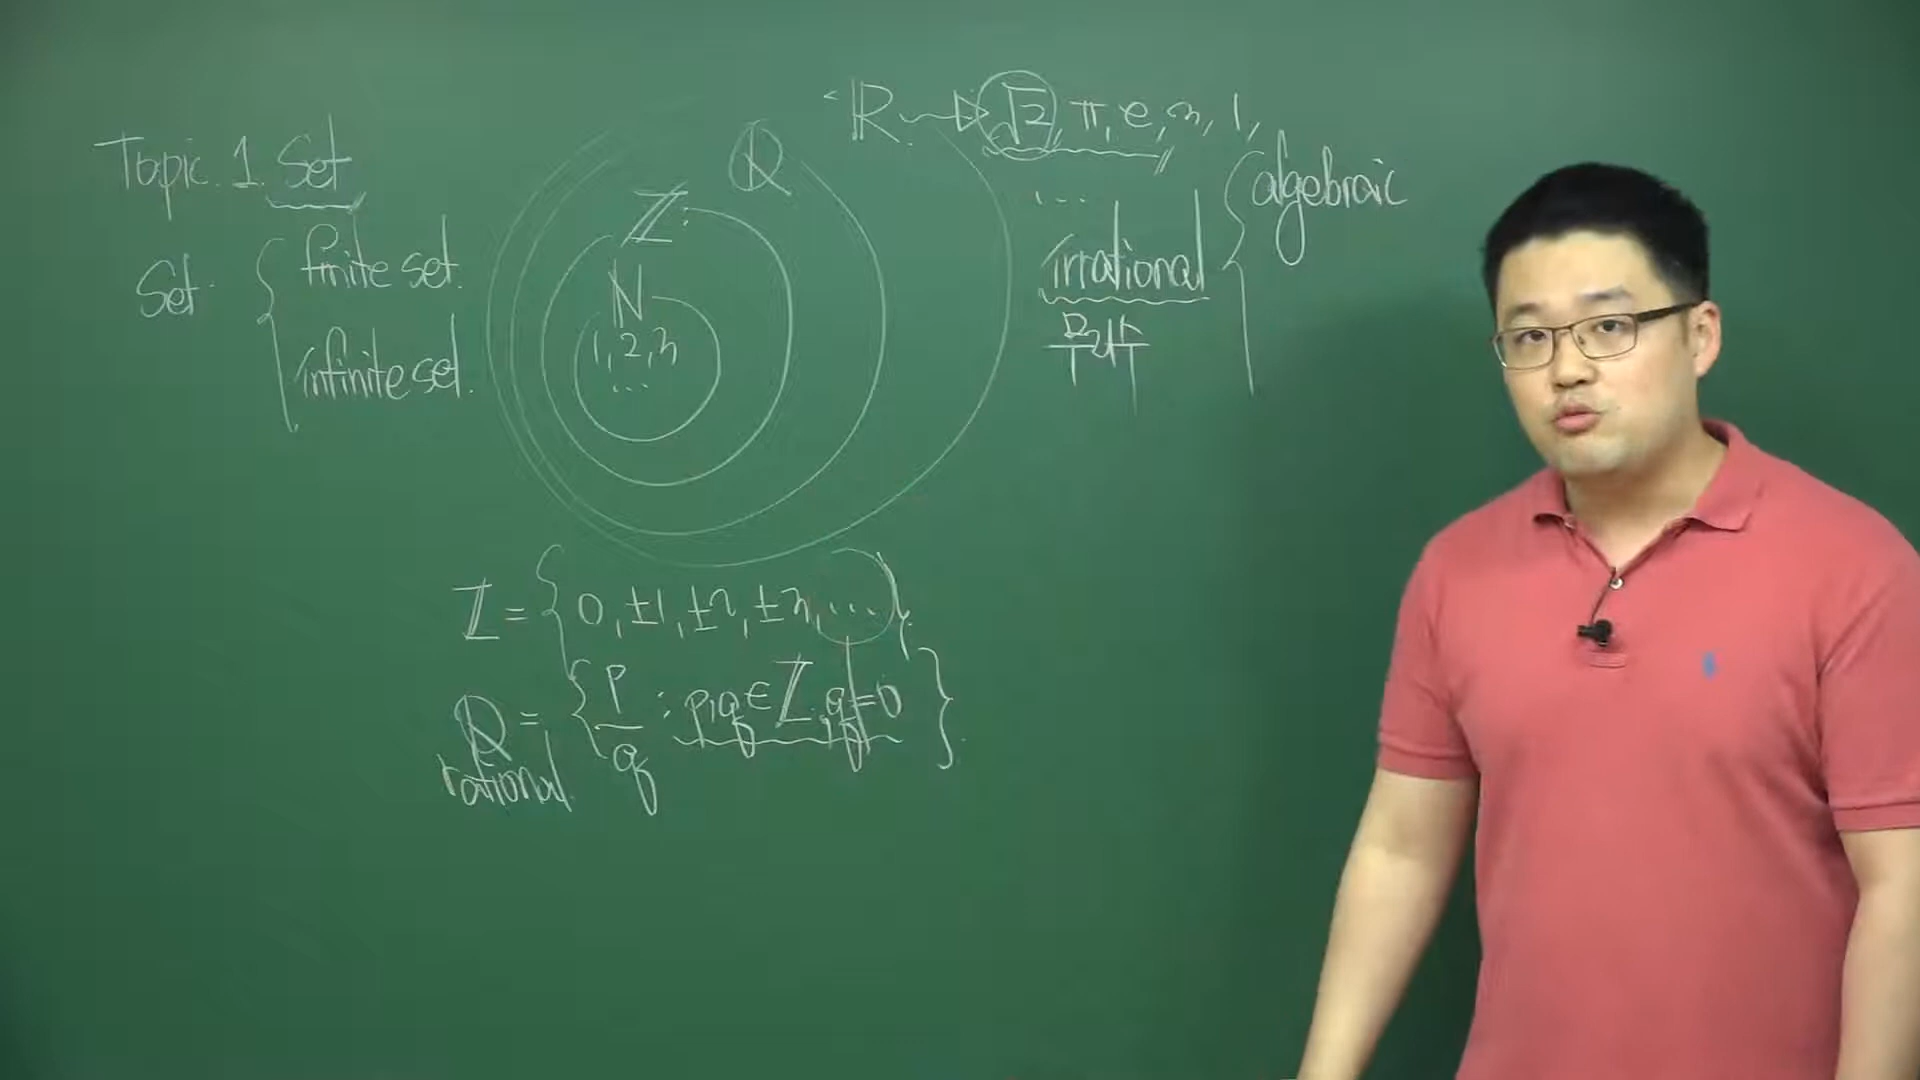 Topic. 1. Set
Set
finite set.
infinite set.
ℝ → √2, π, e, 3, 1,
...
irrational
무리수
algebraic
ℚ
ℤ
ℕ
1, 2, 3
...
ℤ = { 0, ±1, ±2, ±3, ... }
ℚ = { p/q : p, q ∈ ℤ, q ≠ 0 }
rational